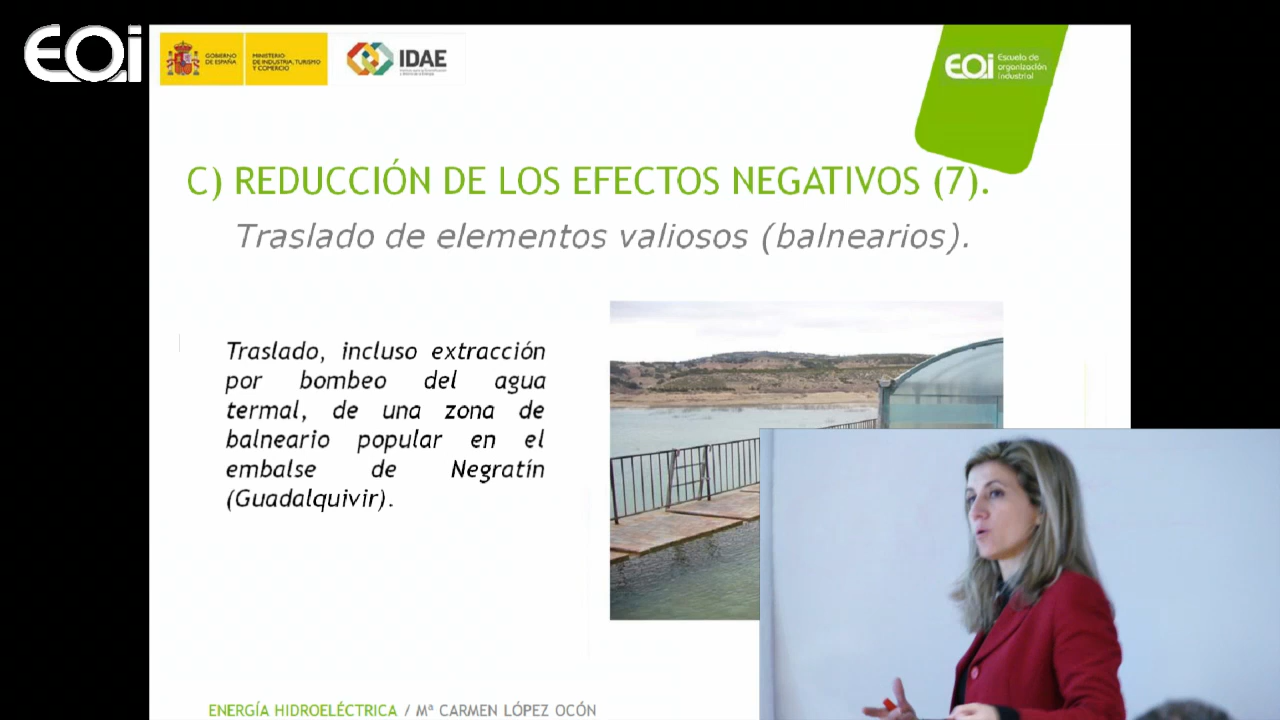 EOi
GOBIERNO
DE ESPAÑA
MINISTERIO
DE INDUSTRIA, TURISMO
Y COMERCIO
IDAE
EOi
Escuela de
organización
industrial
C) REDUCCIÓN DE LOS EFECTOS NEGATIVOS (7).
Traslado de elementos valiosos (balnearios).
Traslado, incluso extracción
por bombeo del agua
termal, de una zona de
balneario popular en el
embalse de Negratín
(Guadalquivir).
ENERGÍA HIDROELÉCTRICA / Mª CARMEN LÓPEZ OCÓN